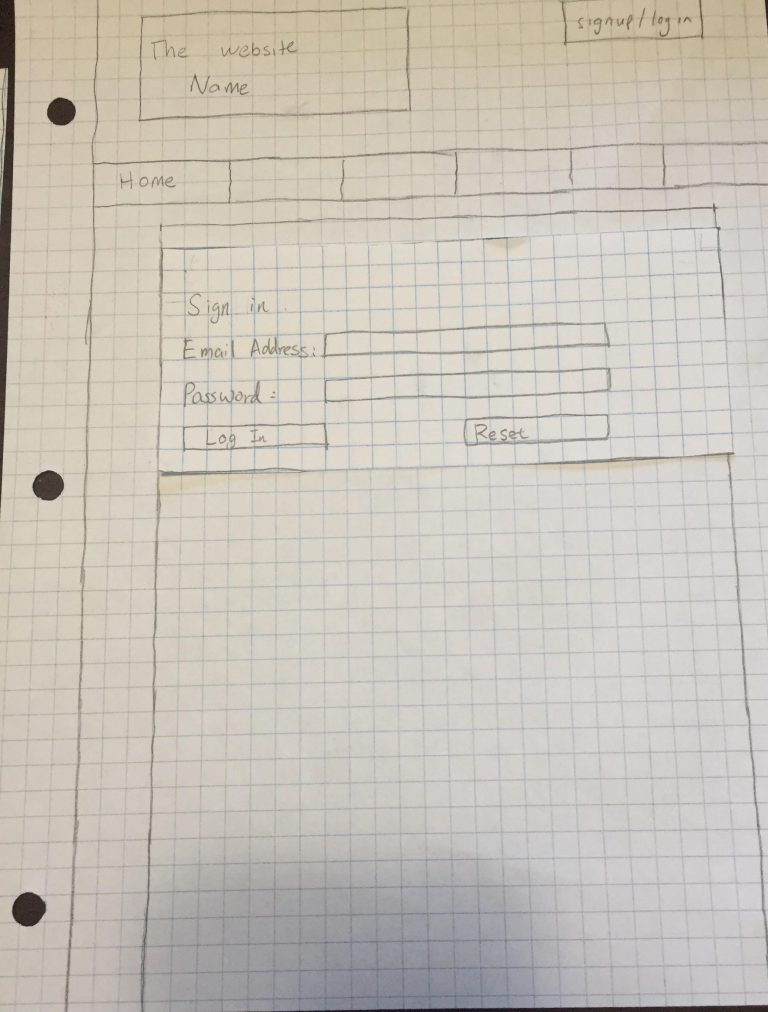 The website
Name
signup/log in
Home
Sign in
Email Address:
Password:
Log In
Reset